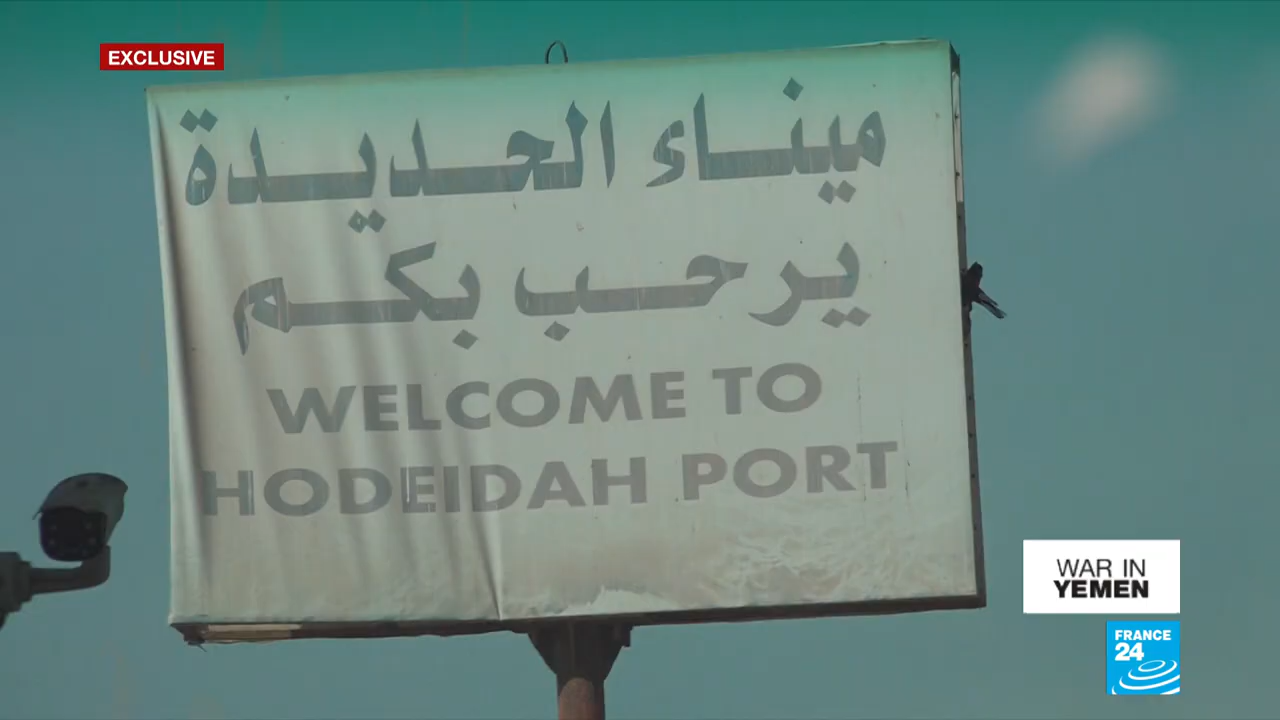 EXCLUSIVE
ميناء الحديدة
يرحب بكم
WELCOME TO
HODEIDAH PORT
WAR IN
YEMEN
FRANCE
24